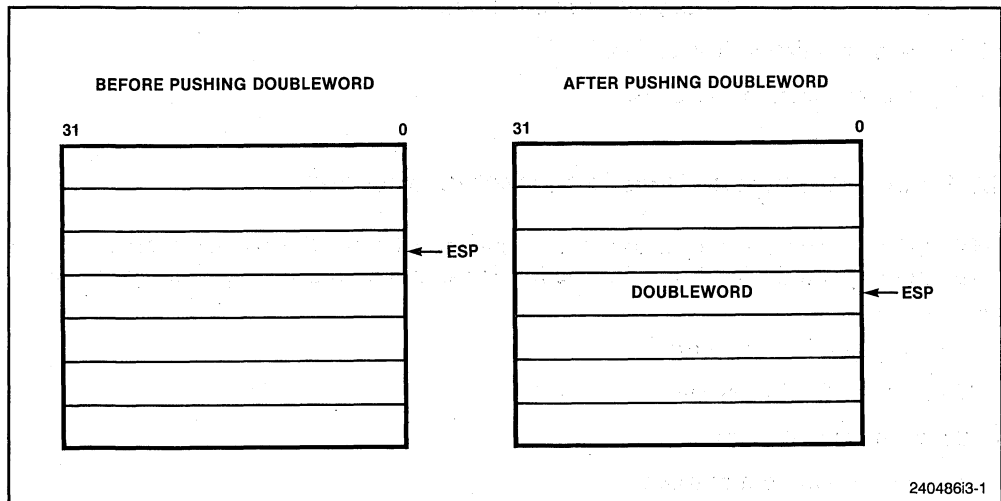 BEFORE PUSHING DOUBLEWORD
31 0
ESP
AFTER PUSHING DOUBLEWORD
31 0
DOUBLEWORD
ESP
240486i3-1